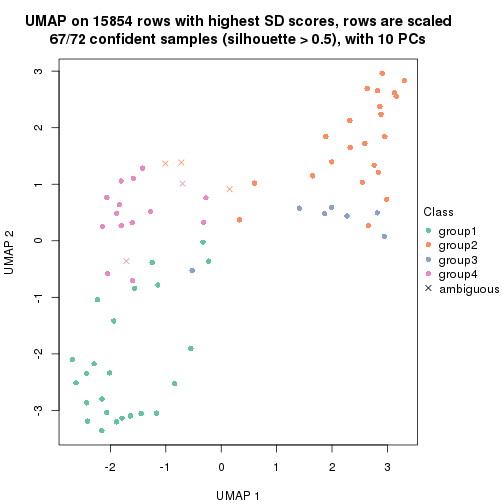 UMAP on 15854 rows with highest SD scores, rows are scaled
67/72 confident samples (silhouette > 0.5), with 10 PCs
3
2
1
0
-1
-2
-3
UMAP 2
-2
-1
0
1
2
3
UMAP 1
Class
group1
group2
group3
group4
ambiguous